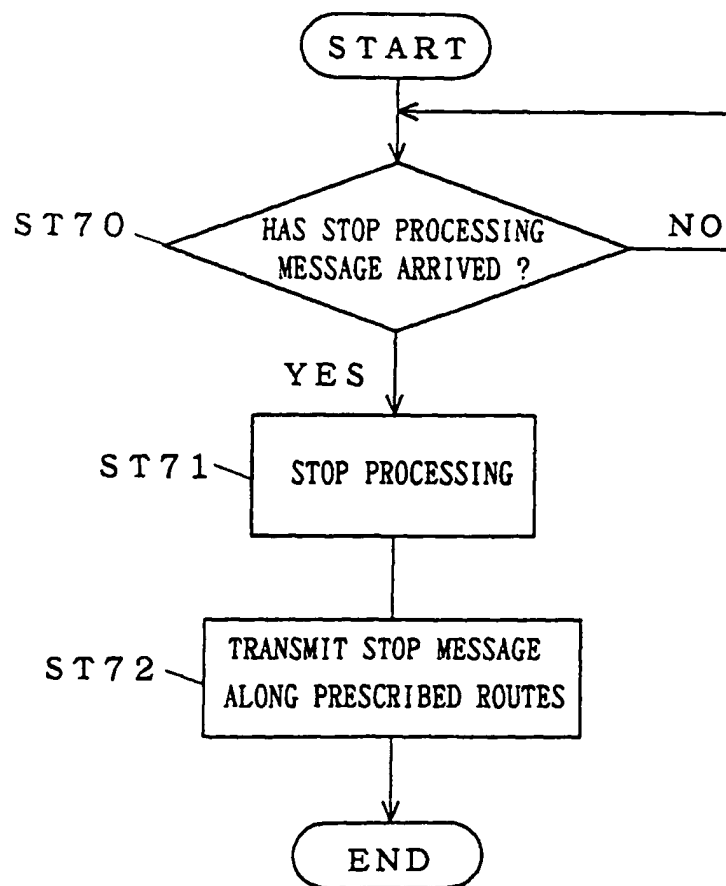 START
ST70
HAS STOP PROCESSING
MESSAGE ARRIVED ?
NO
YES
ST71
STOP PROCESSING
ST72
TRANSMIT STOP MESSAGE
ALONG PRESCRIBED ROUTES
END